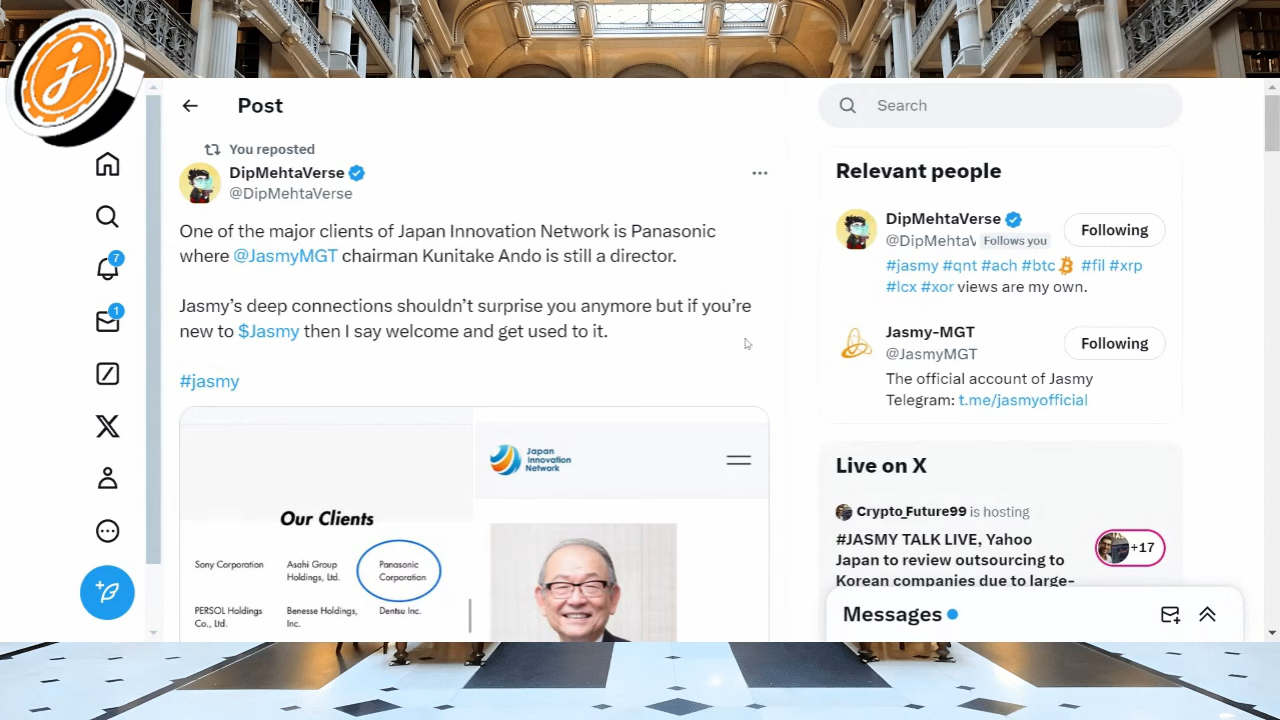 j
Post
Search
You reposted
DipMehtaVerse
@DipMehtaVerse
One of the major clients of Japan Innovation Network is Panasonic
where @JasmyMGT chairman Kunitake Ando is still a director.
Jasmy's deep connections shouldn't surprise you anymore but if you're
new to $Jasmy then I say welcome and get used to it.
#jasmy
Japan
Innovation
Network
Our Clients
Sony Corporation
Asahi Group
Holdings, Ltd.
Panasonic
Corporation
PERSOL Holdings
Co., Ltd.
Benesse Holdings,
Inc.
Dentsu Inc.
7
1
Relevant people
DipMehtaVerse
@DipMehtaV Follows you
Following
#jasmy #qnt #ach #btc #fil #xrp
#lcx #xor views are my own.
Jasmy-MGT
@JasmyMGT
Following
The official account of Jasmy
Telegram: t.me/jasmyofficial
Live on X
Crypto_Future99 is hosting
#JASMY TALK LIVE, Yahoo
Japan to review outsourcing to
Korean companies due to large-
+17
Messages